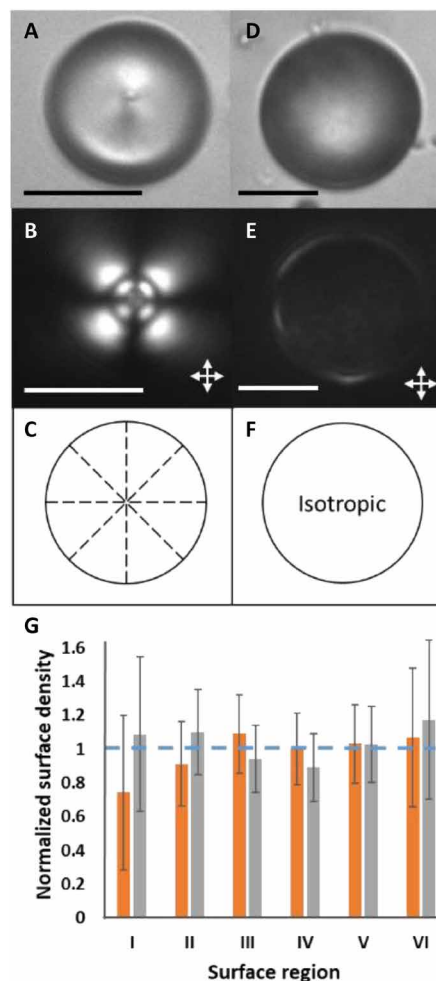 A
D
B
E
C
F
Isotropic
G
1.6
1.4
1.2
1
0.8
0.6
0.4
0.2
0
Normalized surface density
I II III IV V VI
Surface region